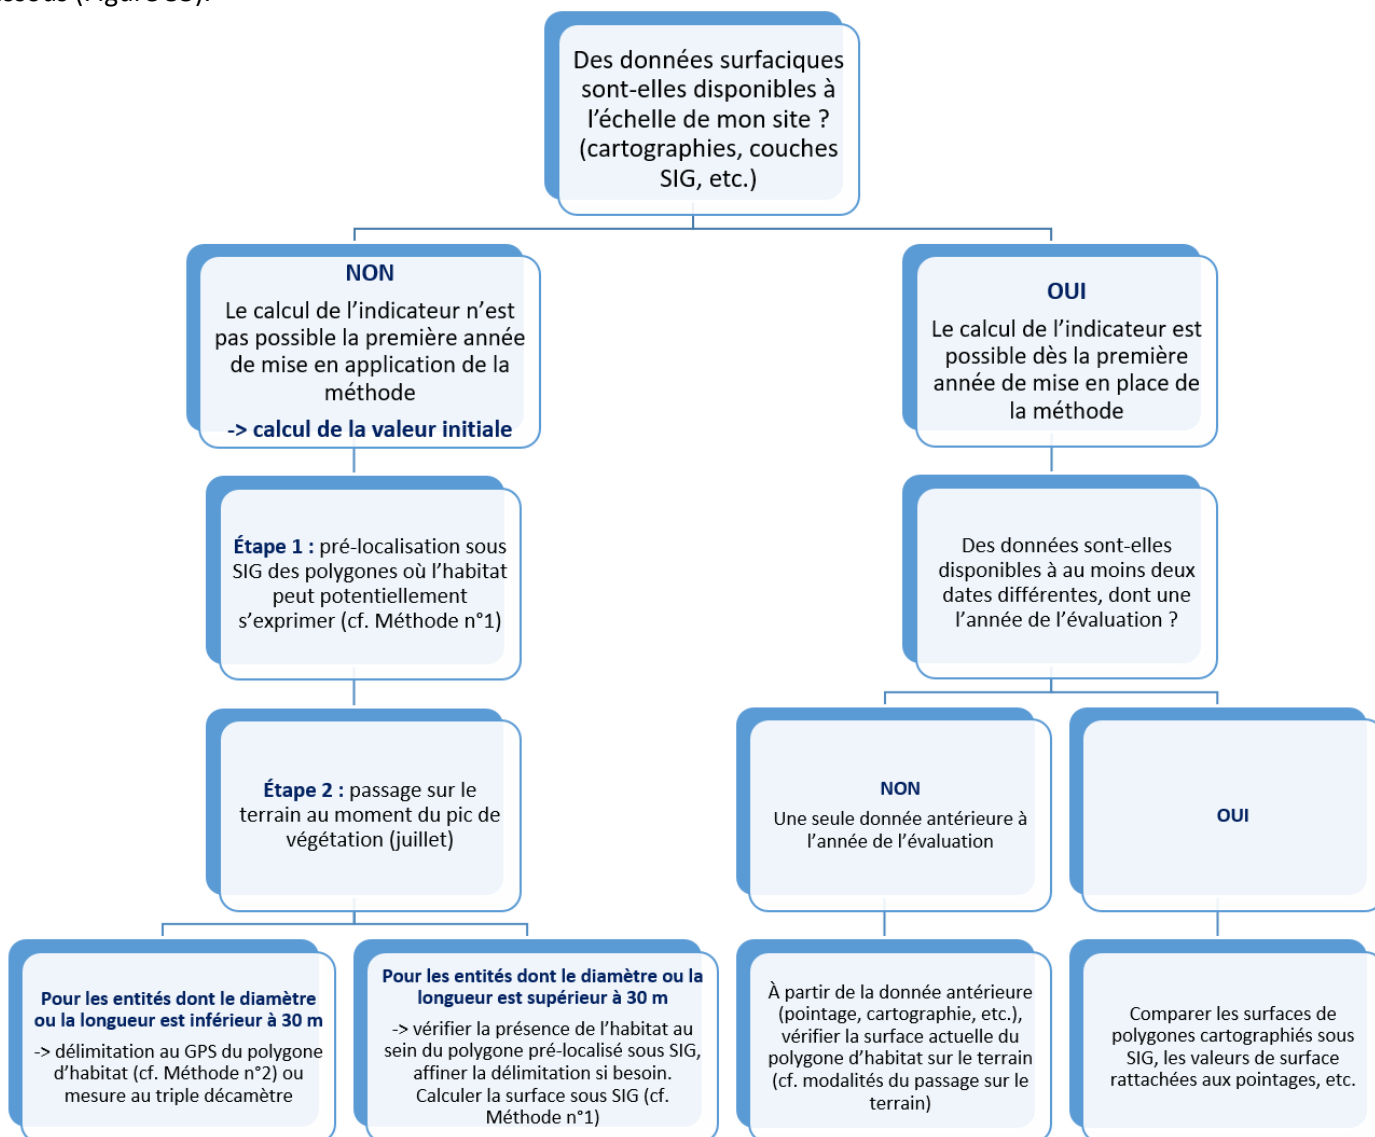 Des données surfaciques
sont-elles disponibles à
l'échelle de mon site ?
(cartographies, couches
SIG, etc.)
NON
Le calcul de l'indicateur n'est
pas possible la première année
de mise en application de la
méthode
-> calcul de la valeur initiale
OUI
Le calcul de l'indicateur est
possible dès la première
année de mise en place de
la méthode
Étape 1 : pré-localisation sous
SIG des polygones où l'habitat
peut potentiellement
s'exprimer (cf. Méthode n°1)
Des données sont-elles
disponibles à au moins deux
dates différentes, dont une
l'année de l'évaluation ?
Étape 2 : passage sur le
terrain au moment du pic de
végétation (juillet)
NON
Une seule donnée antérieure à
l'année de l'évaluation
OUI
Pour les entités dont le diamètre
ou la longueur est inférieur à 30 m
-> délimitation au GPS du polygone
d'habitat (cf. Méthode n°2) ou
mesure au triple décamètre
Pour les entités dont le diamètre ou la
longueur est supérieur à 30 m
-> vérifier la présence de l'habitat au
sein du polygone pré-localisé sous SIG,
affiner la délimitation si besoin.
Calculer la surface sous SIG (cf.
Méthode n°1)
À partir de la donnée antérieure
(pointage, cartographie, etc.),
vérifier la surface actuelle du
polygone d'habitat sur le terrain
(cf. modalités du passage sur le
terrain)
Comparer les surfaces de
polygones cartographiés sous
SIG, les valeurs de surface
rattachées aux pointages, etc.